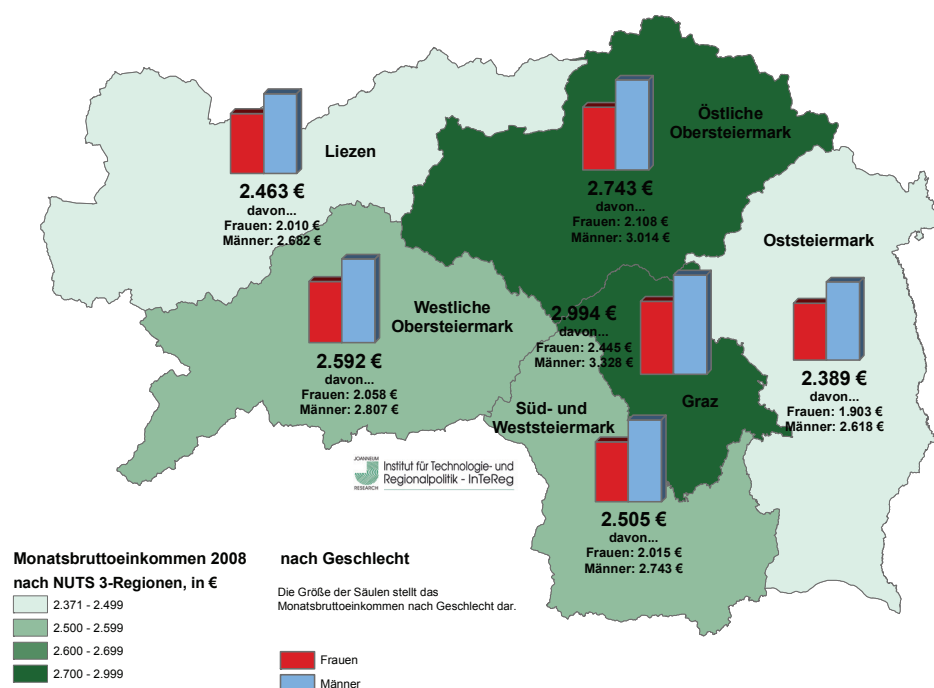 Östliche
Obersteiermark
2.743 €
davon...
Frauen: 2.108 €
Männer: 3.014 €
Liezen
2.463 €
davon...
Frauen: 2.010 €
Männer: 2.682 €
Oststeiermark
2.389 €
davon...
Frauen: 1.903 €
Männer: 2.618 €
Westliche
Obersteiermark
2.592 €
davon...
Frauen: 2.058 €
Männer: 2.807 €
2.994 €
davon...
Frauen: 2.445 €
Männer: 3.328 €
Graz
Süd- und
Weststeiermark
2.505 €
davon...
Frauen: 2.015 €
Männer: 2.743 €
JOANNEUM
RESEARCH
Institut für Technologie- und
Regionalpolitik - InTeReg
Monatsbruttoeinkommen 2008
nach NUTS 3-Regionen, in €
2.371 - 2.499
2.500 - 2.599
2.600 - 2.699
2.700 - 2.999
nach Geschlecht
Die Größe der Säulen stellt das
Monatsbruttoeinkommen nach Geschlecht dar.
Frauen
Männer